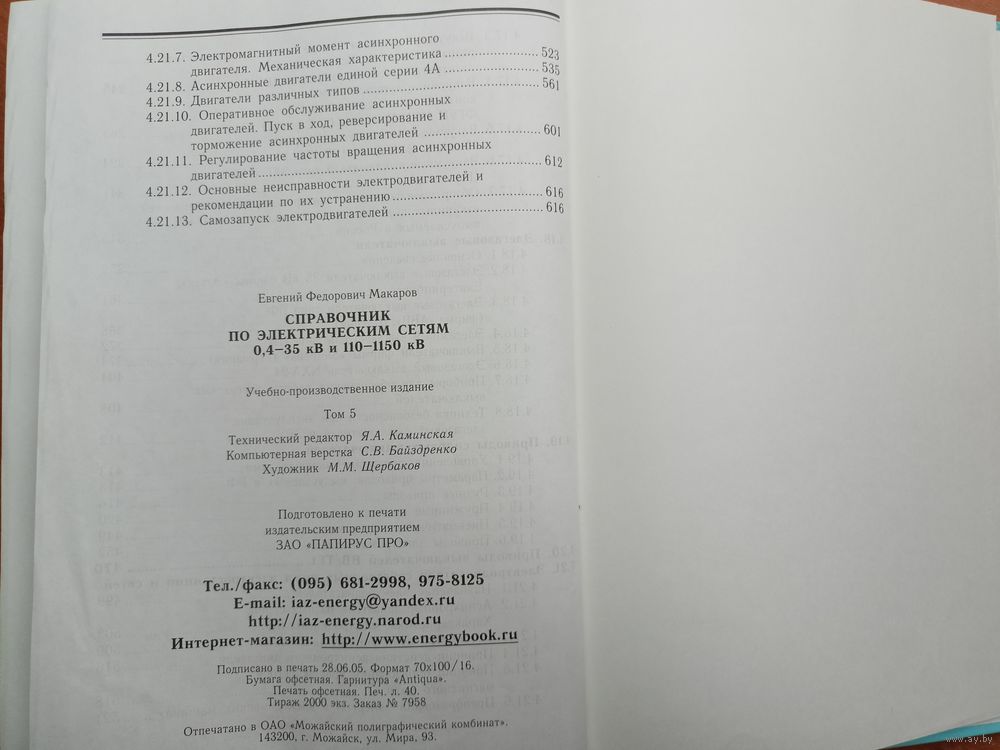 4.21.7. Электромагнитный момент асинхронного
двигателя. Механическая характеристика ..................... 523
4.21.8. Асинхронные двигатели единой серии 4А ..................... 535
4.21.9. Двигатели различных типов ........................................ 561
4.21.10. Оперативное обслуживание асинхронных
двигателей. Пуск в ход, реверсирование и
торможение асинхронных двигателей ......................... 601
4.21.11. Регулирование частоты вращения асинхронных
двигателей ............................................................... 612
4.21.12. Основные неисправности электродвигателей и
рекомендации по их устранению ................................ 616
4.21.13. Самозапуск электродвигателей ................................ 616
Евгений Федорович Макаров
СПРАВОЧНИК
ПО ЭЛЕКТРИЧЕСКИМ СЕТЯМ
0,4–35 кВ и 110–1150 кВ
Учебно-производственное издание
Том 5
Технический редактор Я.А. Каминская
Компьютерная верстка С.В. Байздренко
Художник М.М. Щербаков
Подготовлено к печати
издательским предприятием
ЗАО «ПАПИРУС ПРО»
Тел./факс: (095) 681-2998, 975-8125
E-mail: iaz-energy@yandex.ru
http://iaz-energy.narod.ru
Интернет-магазин: http://www.energybook.ru
Подписано в печать 28.06.05. Формат 70х100/16.
Бумага офсетная. Гарнитура «Antiqua».
Печать офсетная. Печ. л. 40.
Тираж 2000 экз. Заказ № 7958
Отпечатано в ОАО «Можайский полиграфический комбинат».
143200, г. Можайск, ул. Мира, 93.
www.ay.by